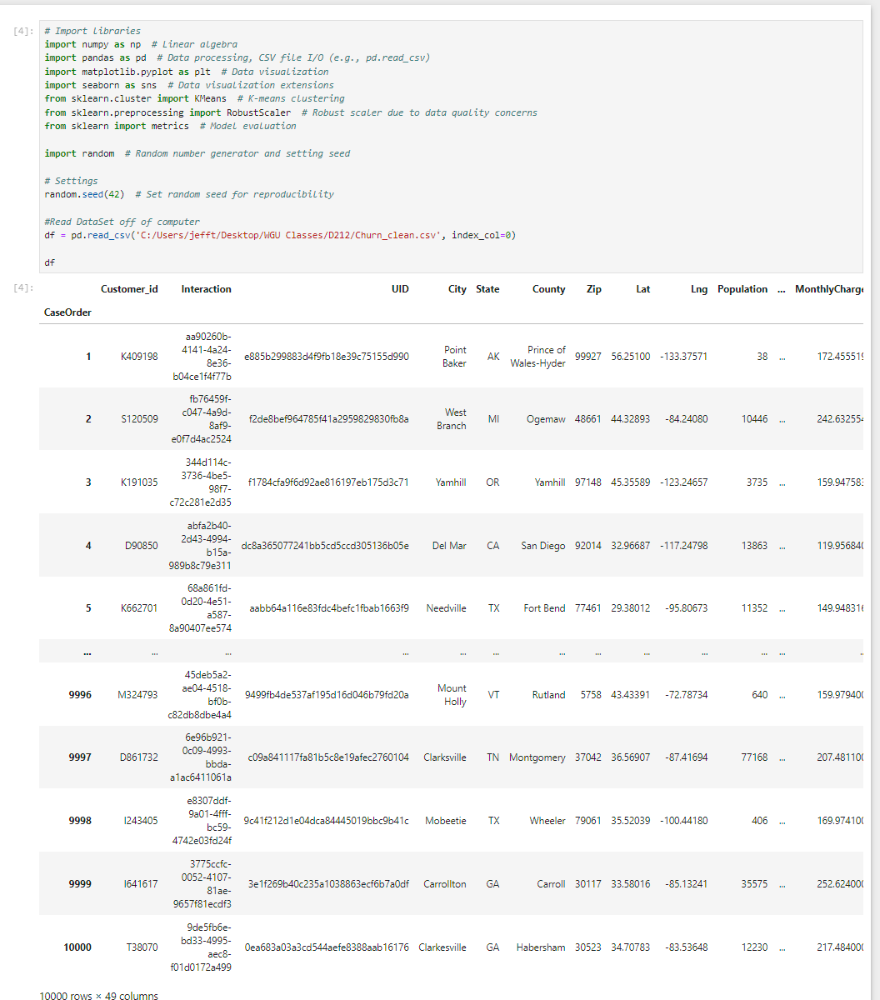 [4]: # Import libraries
import numpy as np  # Linear algebra
import pandas as pd  # Data processing, CSV file I/O (e.g., pd.read_csv)
import matplotlib.pyplot as plt  # Data visualization
import seaborn as sns  # Data visualization extensions
from sklearn.cluster import KMeans  # K-means clustering
from sklearn.preprocessing import RobustScaler  # Robust scaler due to data quality concerns
from sklearn import metrics  # Model evaluation
import random  # Random number generator and setting seed
# Settings
random.seed(42)  # Set random seed for reproducibility
#Read DataSet off of computer
df = pd.read_csv('C:/Users/jefft/Desktop/WGU Classes/D212/Churn_clean.csv', index_col=0)
df
[4]: Customer_id Interaction UID City State County Zip Lat Lng Population ... MonthlyCharge
CaseOrder
1 K409198 aa90260b-4141-4a24-8e36-b04ce1f4f77b e885b299883d4f9fb18e39c75155d990 Point Baker AK Prince of Wales-Hyder 99927 56.25100 -133.37571 38 ... 172.455519
2 S120509 fb76459f-c047-4a9d-8af9-e0f7d4ac2524 f2de8bef964785f41a2959829830fb8a West Branch MI Ogemaw 48661 44.32893 -84.24080 10446 ... 242.632554
3 K191035 344d114c-3736-4be5-98f7-c72c281e2d35 f1784cfa9f6d92ae816197eb175d3c71 Yamhill OR Yamhill 97148 45.35589 -123.24657 3735 ... 159.947583
4 D90850 abfa2b40-2d43-4994-b15a-989b8c79e311 dc8a365077241bb5cd5ccd305136b05e Del Mar CA San Diego 92014 32.96687 -117.24798 13863 ... 119.956840
5 K662701 68a861fd-0d20-4e51-a587-8a90407ee574 aabb64a116e83fdc4befc1fbab1663f9 Needville TX Fort Bend 77461 29.38012 -95.80673 11352 ... 149.948316
... ... ... ... ... ... ... ... ... ... ... ... ..
9996 M324793 45deb5a2-ae04-4518-bf0b-c82db8dbe4a4 9499fb4de537af195d16d046b79fd20a Mount Holly VT Rutland 5758 43.43391 -72.78734 640 ... 159.979400
9997 D861732 6e96b921-0c09-4993-bbda-a1ac6411061a c09a841117fa81b5c8e19afec2760104 Clarksville TN Montgomery 37042 36.56907 -87.41694 77168 ... 207.481100
9998 I243405 e8307ddf-9a01-4fff-bc59-4742e03fd24f 9c41f212d1e04dca84445019bbc9b41c Mobeetie TX Wheeler 79061 35.52039 -100.44180 406 ... 169.974100
9999 I641617 3775ccfc-0052-4107-81ae-9657f81ecdf3 3e1f269b40c235a1038863ecf6b7a0df Carrollton GA Carroll 30117 33.58016 -85.13241 35575 ... 252.624000
10000 T38070 9de5fb6e-bd33-4995-aec8-f01d0172a499 0ea683a03a3cd544aefe8388aab16176 Clarkesville GA Habersham 30523 34.70783 -83.53648 12230 ... 217.484000
10000 rows × 49 columns